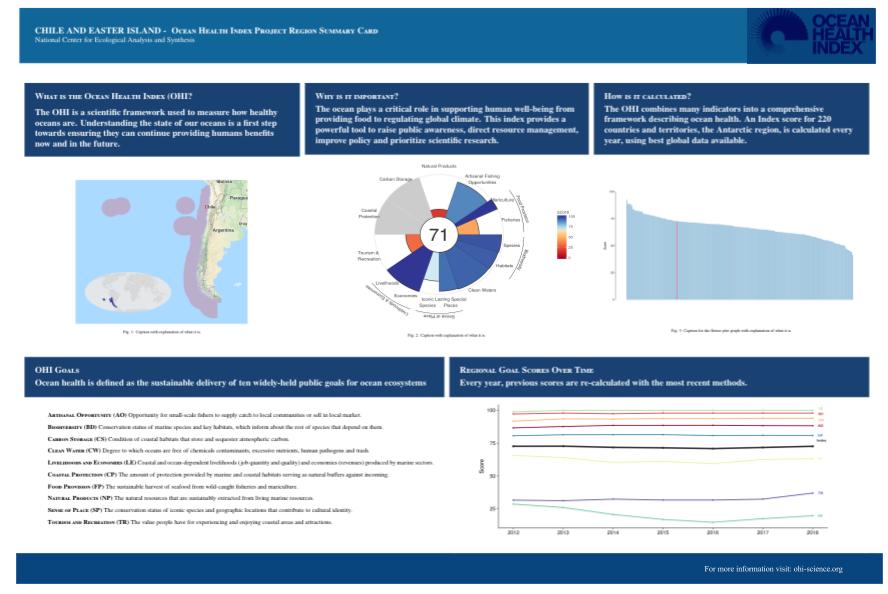 CHILE AND EASTER ISLAND - OCEAN HEALTH INDEX PROJECT REGION SUMMARY CARD
National Center for Ecological Analysis and Synthesis
OCEAN
HEALTH
INDEX
WHAT IS THE OCEAN HEALTH INDEX (OHI?
The OHI is a scientific framework used to measure how healthy
oceans are. Understanding the state of our oceans is a first step
towards ensuring they can continue providing humans benefits
now and in the future.
WHY IS IT IMPORTANT?
The ocean plays a critical role in supporting human well-being from
providing food to regulating global climate. This index provides a
powerful tool to raise public awareness, direct resource management,
improve policy and prioritize scientific research.
HOW IS IT CALCULATED?
The OHI combines many indicators into a comprehensive
framework describing ocean health. An Index score for 220
countries and territories, the Antarctic region, is calculated every
year, using best global data available.
Chile
Argentina
Fig. 1: Caption with explanation of what it is.
Natural Products
Artisanal Fishing
Opportunities
Mariculture
Fisheries
Species
Habitats
Clean Waters
Lasting Special
Places
Iconic
Species
Economies
Livelihoods
Tourism &
Recreation
Coastal
Protection
Carbon Storage
Food Provision
Biodiversity
Sense of Place
Livelihoods & Economies
71
score
Fig. 2: Caption with explanation of what it is.
Score
Fig. 3: Caption for the flower plot graph with explanation of what it is.
OHI GOALS
Ocean health is defined as the sustainable delivery of ten widely-held public goals for ocean ecosystems
ARTISANAL OPPORTUNITY (AO) Opportunity for small-scale fishers to supply catch to local communities or sell in local market.
BIODIVERSITY (BD) Conservation status of marine species and key habitats, which inform about the rest of species that depend on them.
CARBON STORAGE (CS) Condition of coastal habitats that store and sequester atmospheric carbon.
CLEAN WATER (CW) Degree to which oceans are free of chemicals contaminants, excessive nutrients, human pathogens and trash.
LIVELIHOODS AND ECONOMIES (LE) Coastal and ocean-dependent livelihoods (job quantity and quality) and economies (revenues) produced by marine sectors.
COASTAL PROTECTION (CP) The amount of protection provided by marine and coastal habitats serving as natural buffers against incoming.
FOOD PROVISION (FP) The sustainable harvest of seafood from wild-caught fisheries and mariculture.
NATURAL PRODUCTS (NP) The natural resources that are sustainably extracted from living marine resources.
SENSE OF PLACE (SP) The conservation status of iconic species and geographic locations that contribute to cultural identity.
TOURISM AND RECREATION (TR) The value people have for experiencing and enjoying coastal areas and attractions.
REGIONAL GOAL SCORES OVER TIME
Every year, previous scores are re-calculated with the most recent methods.
Score
100
75
50
25
2012 2013 2014 2015 2016 2017 2018
Index
For more information visit: ohi-science.org